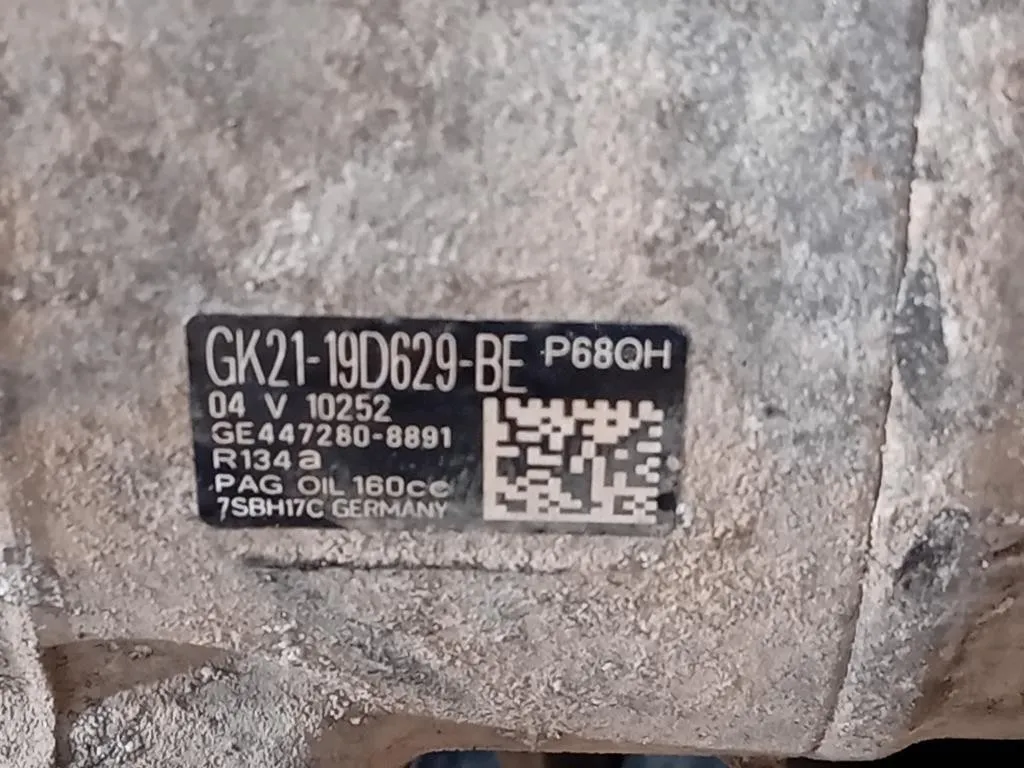 GK21-19D629-BE P68QH
04 V 10252
GE447280-8891
R134a
PAG OIL 160cc
7SBH17C GERMANY